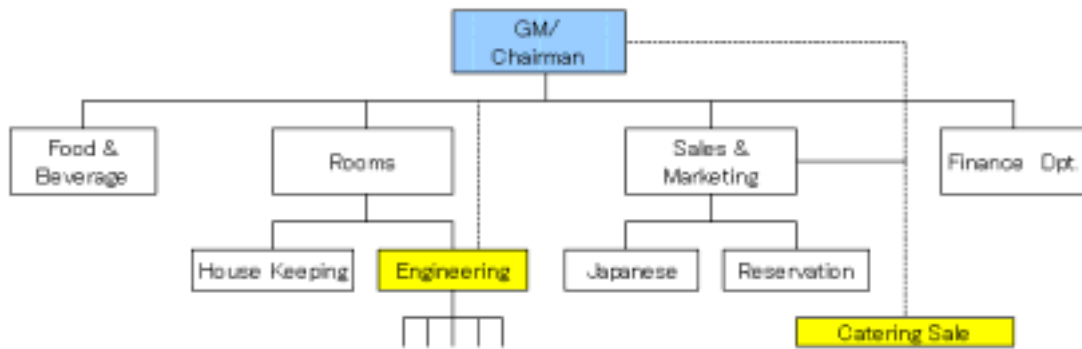 GM/
Chairman
Food &
Beverage
Rooms
Sales &
Marketing
Finance Dpt.
House Keeping
Engineering
Japanese
Reservation
Catering Sale